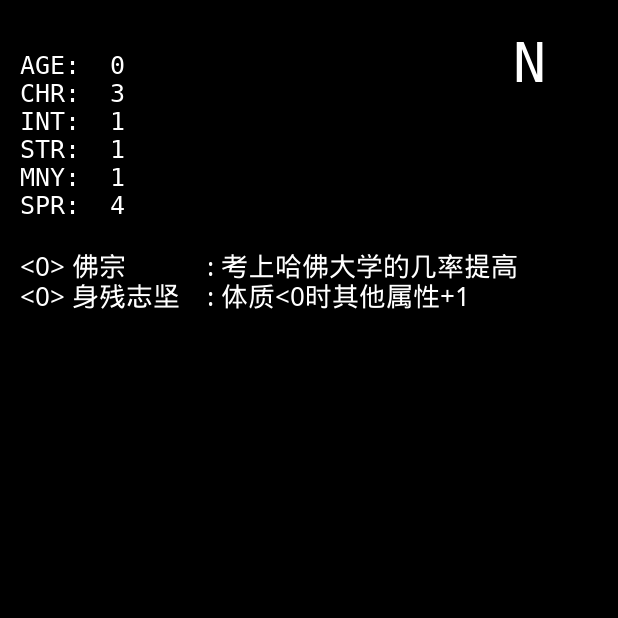 N
AGE: 0
CHR: 3
INT: 1
STR: 1
MNY: 1
SPR: 4
<0> 佛宗 : 考上哈佛大学的几率提高
<0> 身残志坚 : 体质<0时其他属性+1